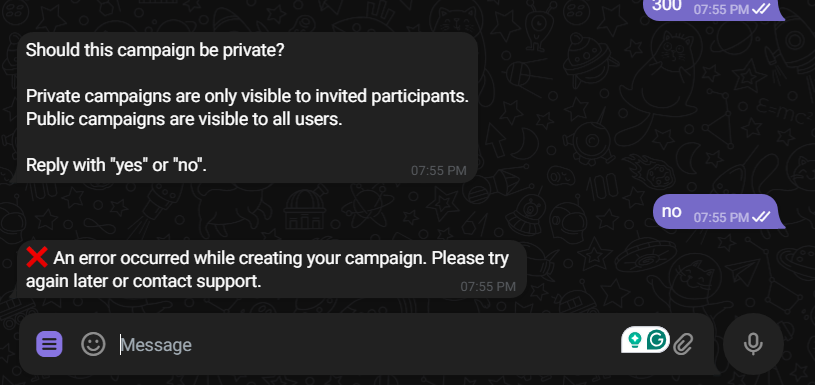 300 07:55 PM
Should this campaign be private?
Private campaigns are only visible to invited participants.
Public campaigns are visible to all users.
Reply with "yes" or "no".
07:55 PM
no 07:55 PM
❌ An error occurred while creating your campaign. Please try
again later or contact support.
07:55 PM
Message